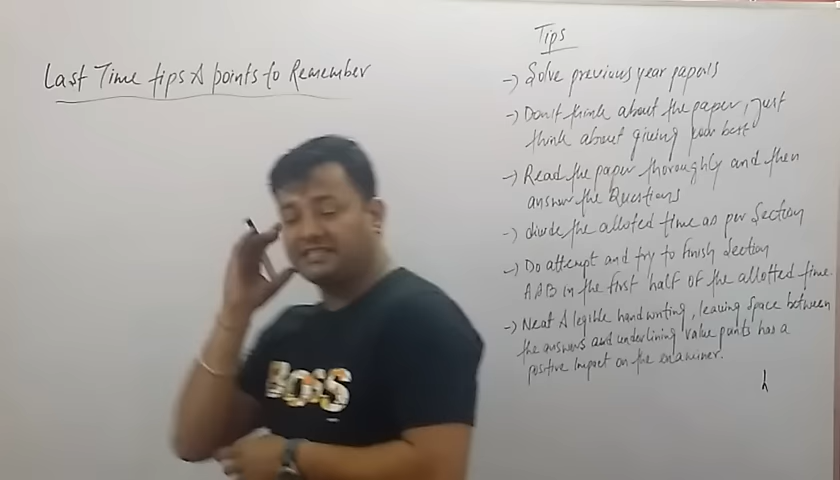 Last Time tips & points to Remember
Tips
-) Solve previous year papers
-) Don't think about the paper, just
think about giving your best
-) Read the paper thoroughly and then
answer the Questions
-) divide the alloted time as per Section
-) Do attempt and try to finish Section
A&B in the first half of the allotted time.
-) Neat & legible handwriting, leaving space between
the answers and underlining value points has a
positive impact on the examiner.
BOSS